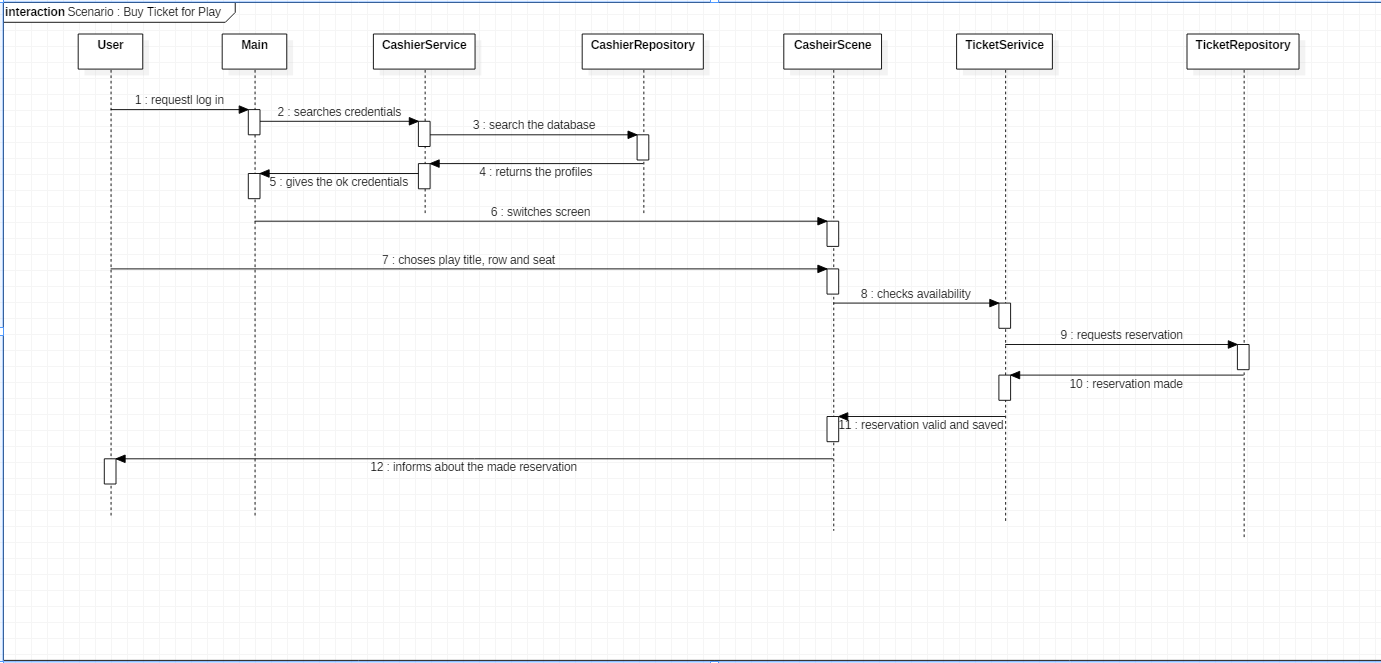 interaction Scenario : Buy Ticket for Play
User
Main
CashierService
CashierRepository
CasheirScene
TicketSerivice
TicketRepository
1 : requestl log in
2 : searches credentials
3 : search the database
4 : returns the profiles
5 : gives the ok credentials
6 : switches screen
7 : choses play title, row and seat
8 : checks availability
9 : requests reservation
10 : reservation made
11 : reservation valid and saved
12 : informs about the made reservation